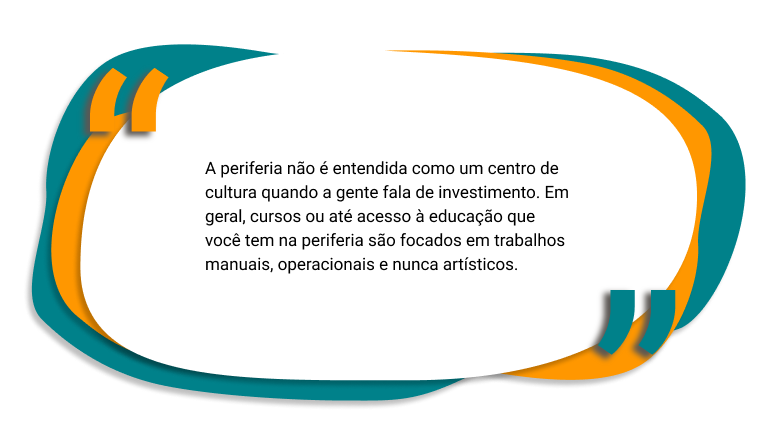 A periferia não é entendida como um centro de
cultura quando a gente fala de investimento. Em
geral, cursos ou até acesso à educação que
você tem na periferia são focados em trabalhos
manuais, operacionais e nunca artísticos.